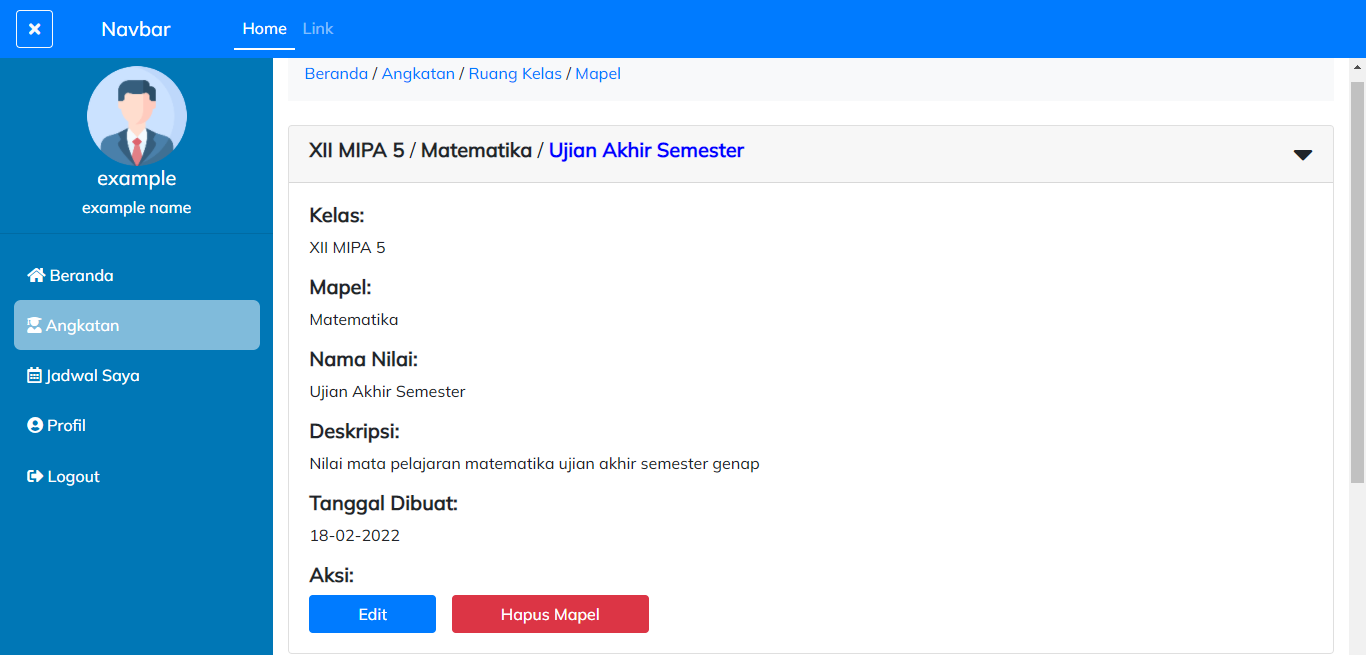 Navbar
Home
Link
example
example name
Beranda
Angkatan
Jadwal Saya
Profil
Logout
Beranda / Angkatan / Ruang Kelas / Mapel
XII MIPA 5 / Matematika / Ujian Akhir Semester
Kelas:
XII MIPA 5
Mapel:
Matematika
Nama Nilai:
Ujian Akhir Semester
Deskripsi:
Nilai mata pelajaran matematika ujian akhir semester genap
Tanggal Dibuat:
18-02-2022
Aksi:
Edit
Hapus Mapel